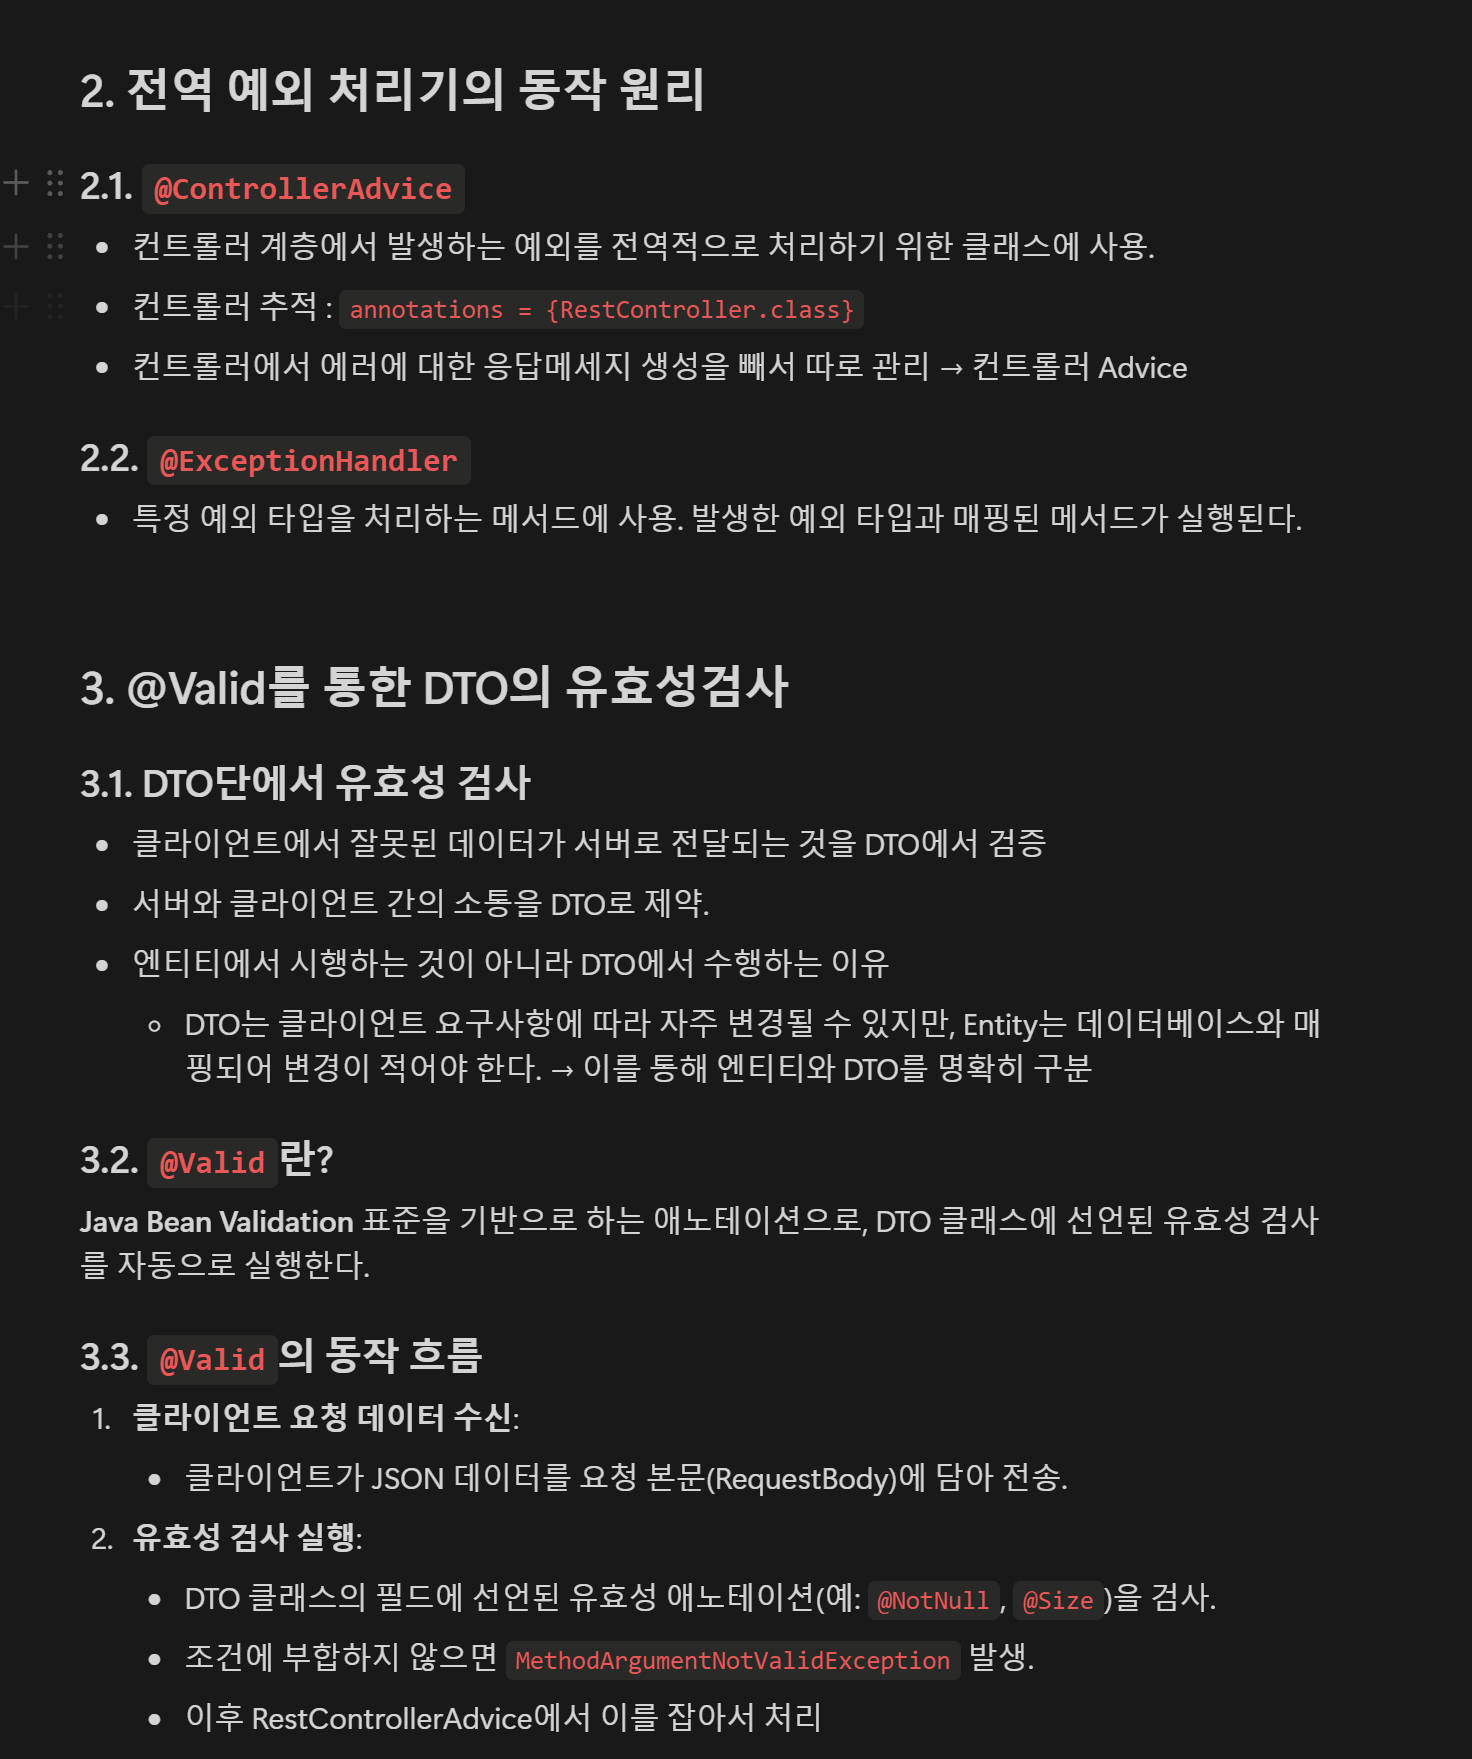 2. 전역 예외 처리기의 동작 원리
2.1. @ControllerAdvice
컨트롤러 계층에서 발생하는 예외를 전역적으로 처리하기 위한 클래스에 사용.
컨트롤러 추적 : annotations = {RestController.class}
컨트롤러에서 에러에 대한 응답메세지 생성을 빼서 따로 관리 → 컨트롤러 Advice
2.2. @ExceptionHandler
특정 예외 타입을 처리하는 메서드에 사용. 발생한 예외 타입과 매핑된 메서드가 실행된다.
3. @Valid를 통한 DTO의 유효성검사
3.1. DTO단에서 유효성 검사
클라이언트에서 잘못된 데이터가 서버로 전달되는 것을 DTO에서 검증
서버와 클라이언트 간의 소통을 DTO로 제약.
엔티티에서 시행하는 것이 아니라 DTO에서 수행하는 이유
DTO는 클라이언트 요구사항에 따라 자주 변경될 수 있지만, Entity는 데이터베이스와 매
핑되어 변경이 적어야 한다. → 이를 통해 엔티티와 DTO를 명확히 구분
3.2. @Valid란?
Java Bean Validation 표준을 기반으로 하는 애노테이션으로, DTO 클래스에 선언된 유효성 검사
를 자동으로 실행한다.
3.3. @Valid의 동작 흐름
1. 클라이언트 요청 데이터 수신:
클라이언트가 JSON 데이터를 요청 본문(RequestBody)에 담아 전송.
2. 유효성 검사 실행:
DTO 클래스의 필드에 선언된 유효성 애노테이션(예: @NotNull, @Size)을 검사.
조건에 부합하지 않으면 MethodArgumentNotValidException 발생.
이후 RestControllerAdvice에서 이를 잡아서 처리